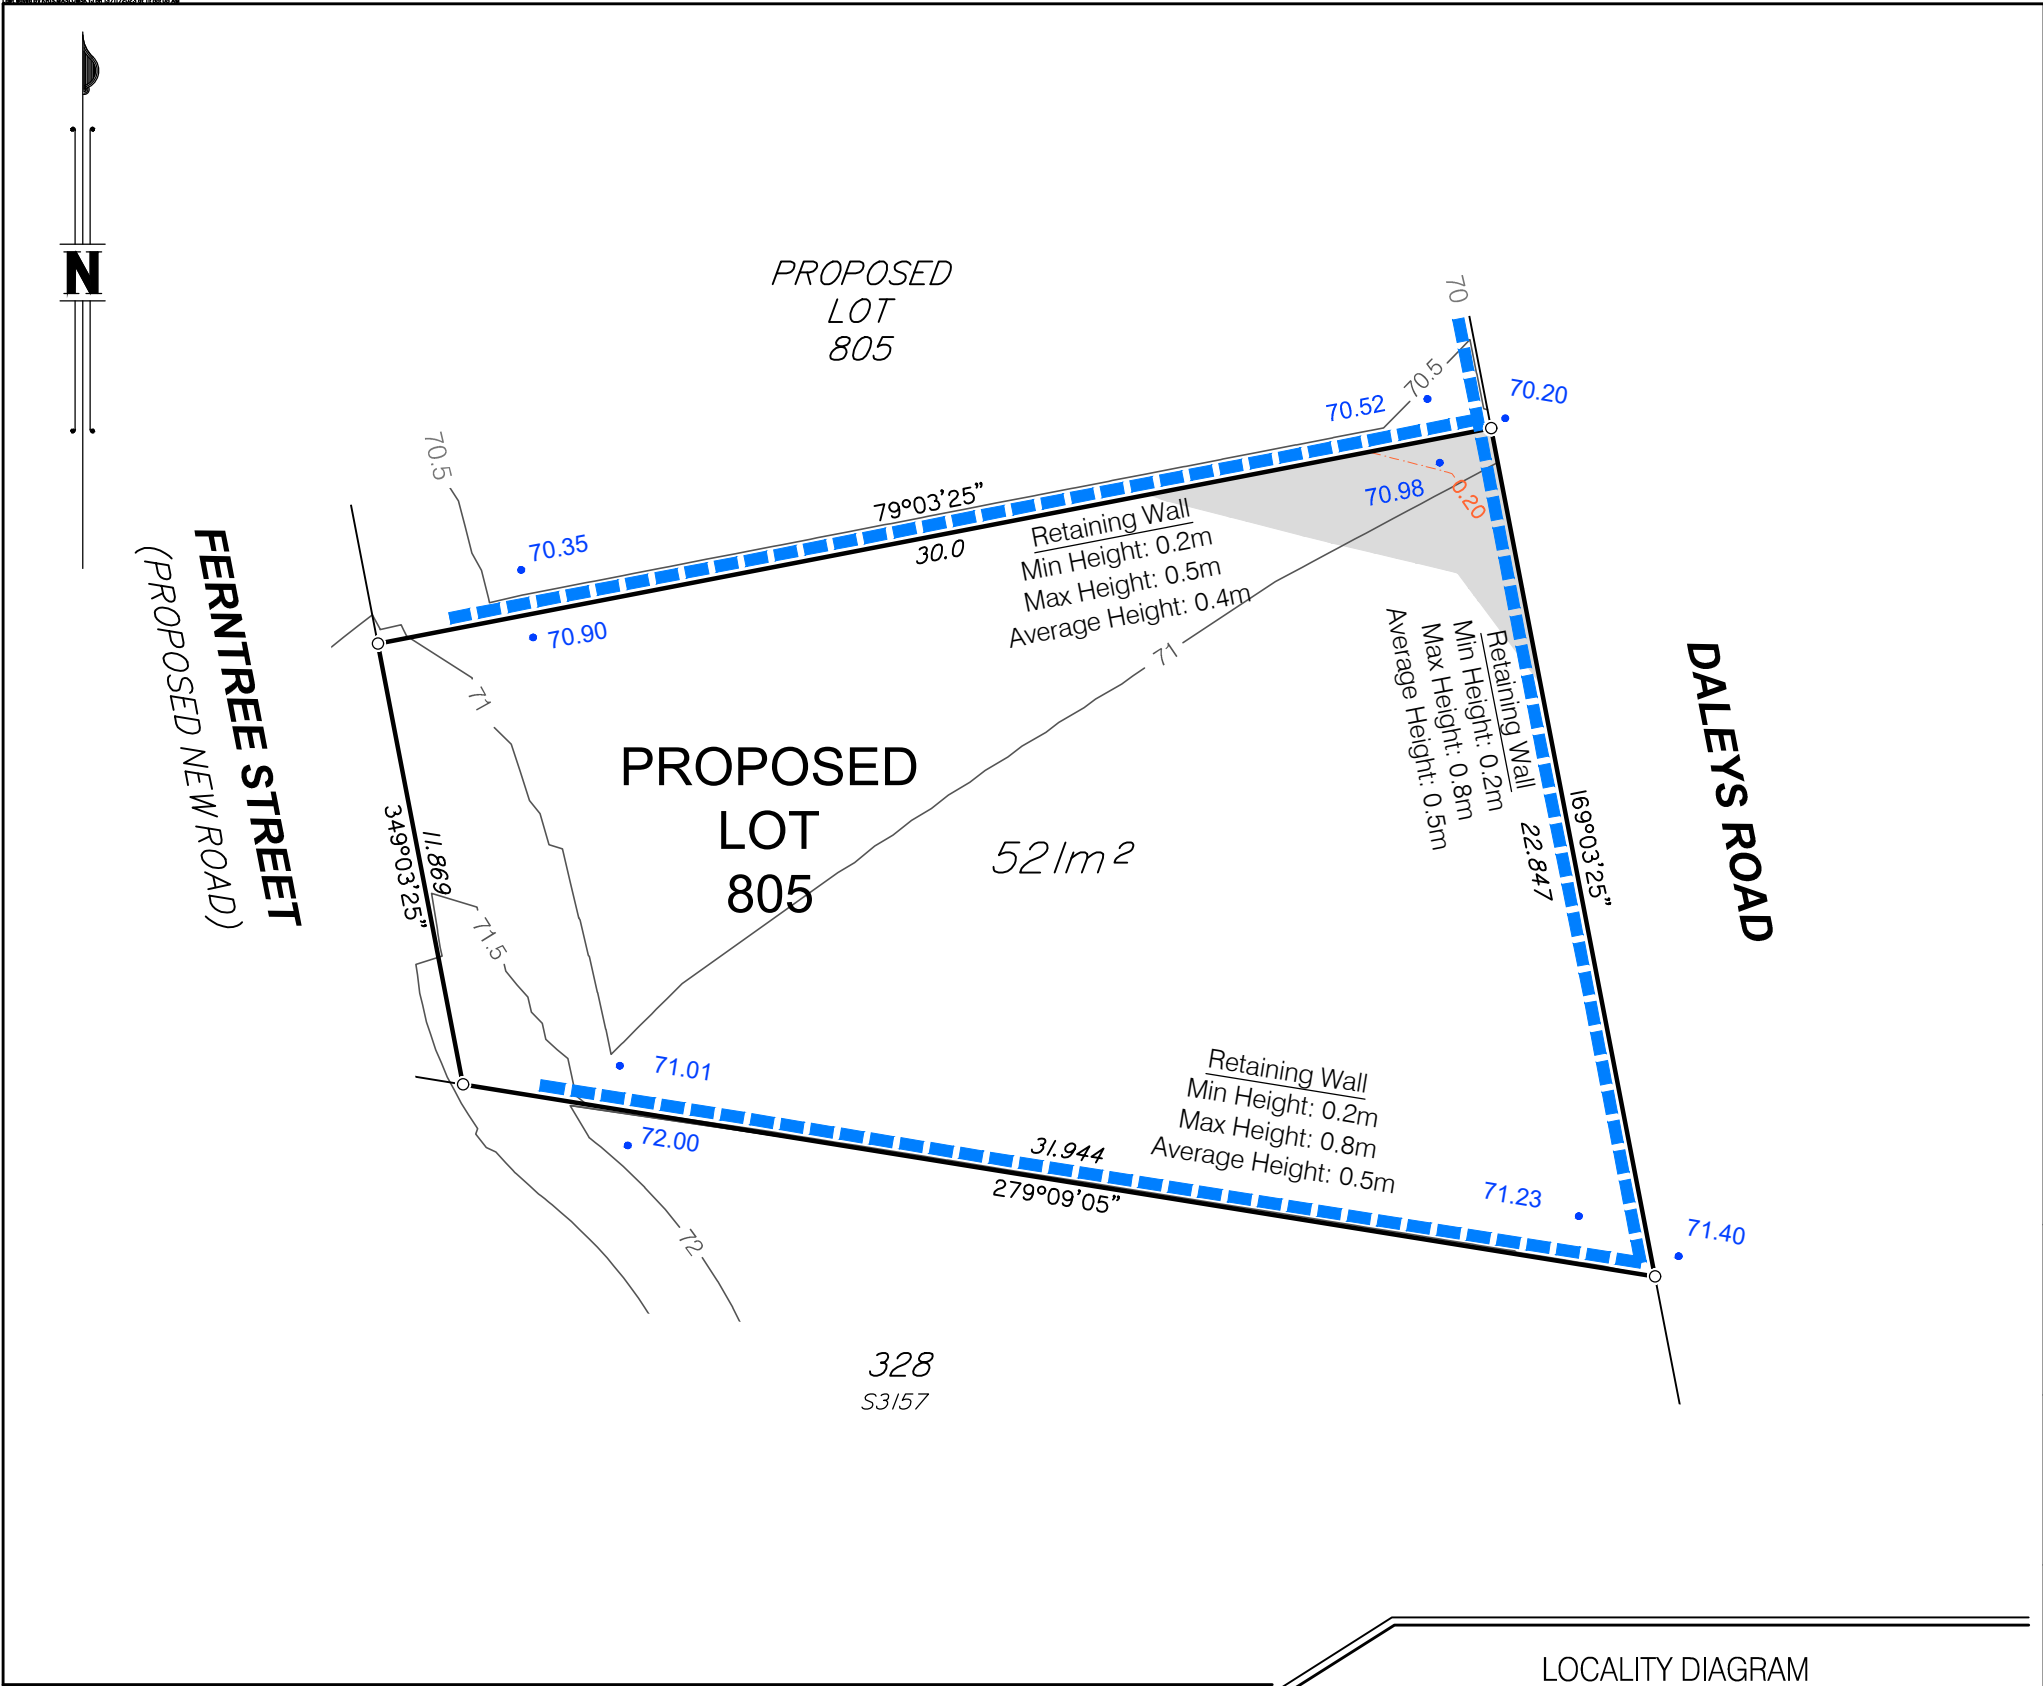 N
PROPOSED
LOT
805
70
70.5
70.20
70.52
70.5
79°03'25"
30.0
70.98
0.20
70.35
70.90
Retaining Wall
Min Height: 0.2m
Max Height: 0.5m
Average Height: 0.4m
FERNTREE STREET
(PROPOSED NEW ROAD)
71
71
Retaining Wall
Min Height: 0.2m
Max Height: 0.8m
Average Height: 0.5m
DALEYS ROAD
PROPOSED
LOT
805
521m²
349°03'25"
11.869
169°03'25"
22.847
71.5
71.01
72.00
Retaining Wall
Min Height: 0.2m
Max Height: 0.8m
Average Height: 0.5m
31.944
279°09'05"
71.23
71.40
72
328
S3157
LOCALITY DIAGRAM